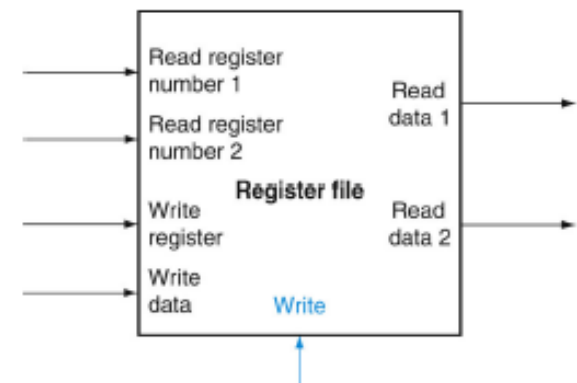 Read register
number 1
Read
data 1
Read register
number 2
Register file
Write
register
Read
data 2
Write
data
Write